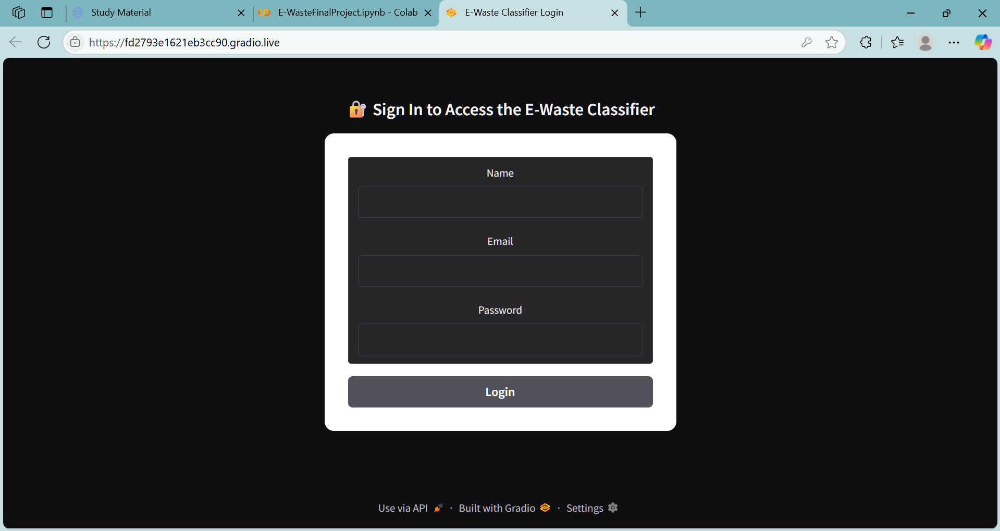 Study Material
E-WasteFinalProject.ipynb - Colab
E-Waste Classifier Login
https://fd2793e1621eb3cc90.gradio.live
Sign In to Access the E-Waste Classifier
Name
Email
Password
Login
Use via API · Built with Gradio · Settings